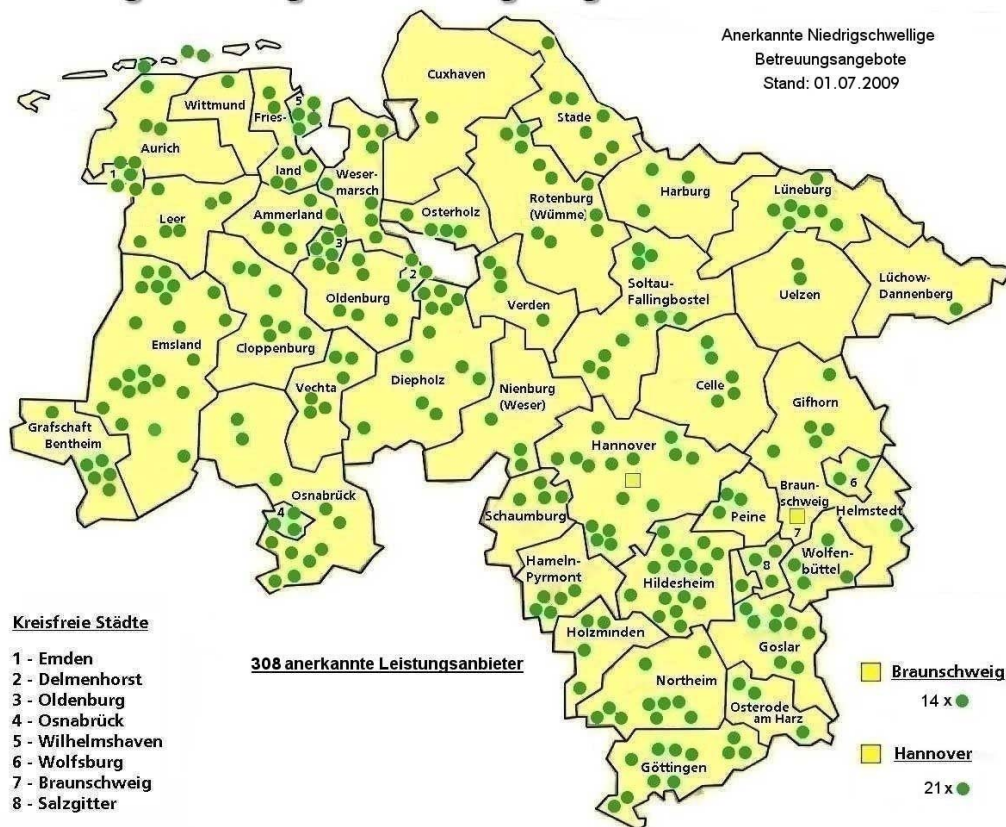 Anerkannte Niedrigschwellige
Betreuungsangebote
Stand: 01.07.2009
Cuxhaven
Wittmund
Fries-
5
Stade
Aurich
1
land
Weser-
marsch
Harburg
Lüneburg
Rotenburg
(Wümme)
Ammerland
Osterholz
Leer
3
2
Soltau-
Fallingbostel
Lüchow-
Dannenberg
Uelzen
Oldenburg
Verden
Emsland
Cloppenburg
Vechta
Diepholz
Nienburg
(Weser)
Celle
Gifhorn
Grafschaft
Bentheim
Hannover
6
Braun-
schweig
Osnabrück
4
Schaumburg
Peine
Helmstedt
7
Wolfen-
büttel
Hameln-
Pyrmont
Hildesheim
8
Holzminden
Goslar
Northeim
Osterode
am Harz
Göttingen
Kreisfreie Städte
1 - Emden
2 - Delmenhorst
3 - Oldenburg
4 - Osnabrück
5 - Wilhelmshaven
6 - Wolfsburg
7 - Braunschweig
8 - Salzgitter
308 anerkannte Leistungsanbieter
Braunschweig
14 x
Hannover
21 x